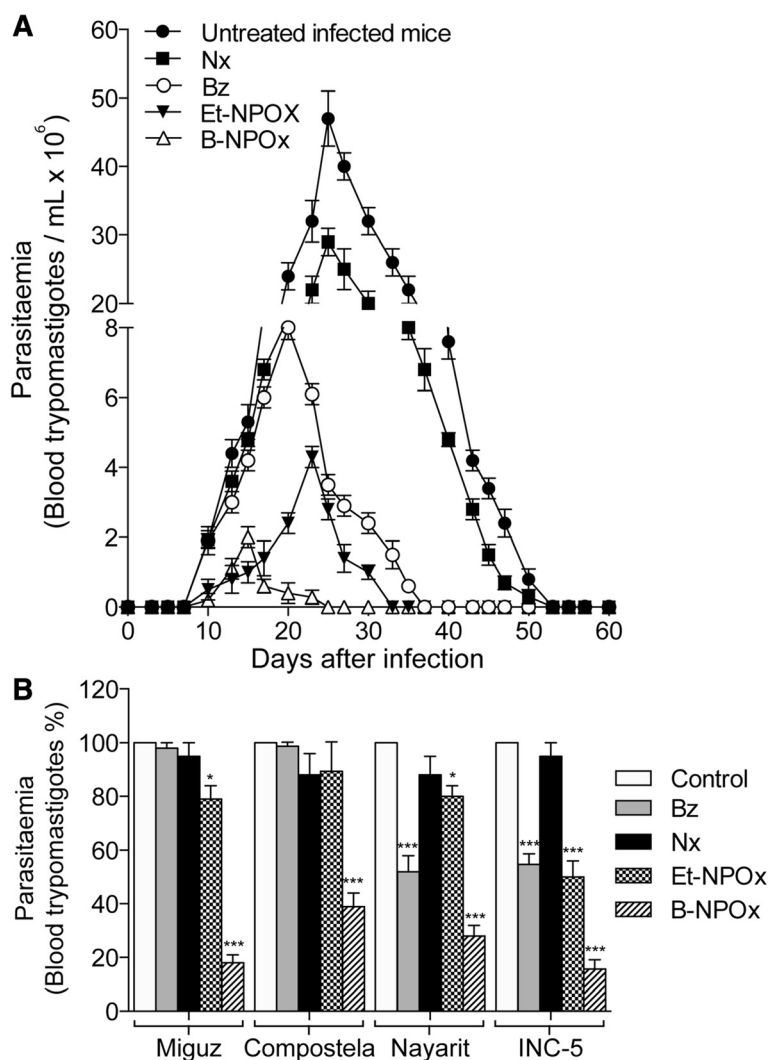 A
Untreated infected mice
Nx
Bz
Et-NPOX
B-NPOx
Parasitaemia
(Blood trypomastigotes / mL x 10⁶)
60
50
40
30
20
8
6
4
2
0
0 10 20 30 40 50 60
Days after infection
B
Parasitaemia
(Blood trypomastigotes %)
120
100
80
60
40
20
0
*
***
***
***
*
***
***
***
***
Miguz Compostela Nayarit INC-5
Control
Bz
Nx
Et-NPOx
B-NPOx